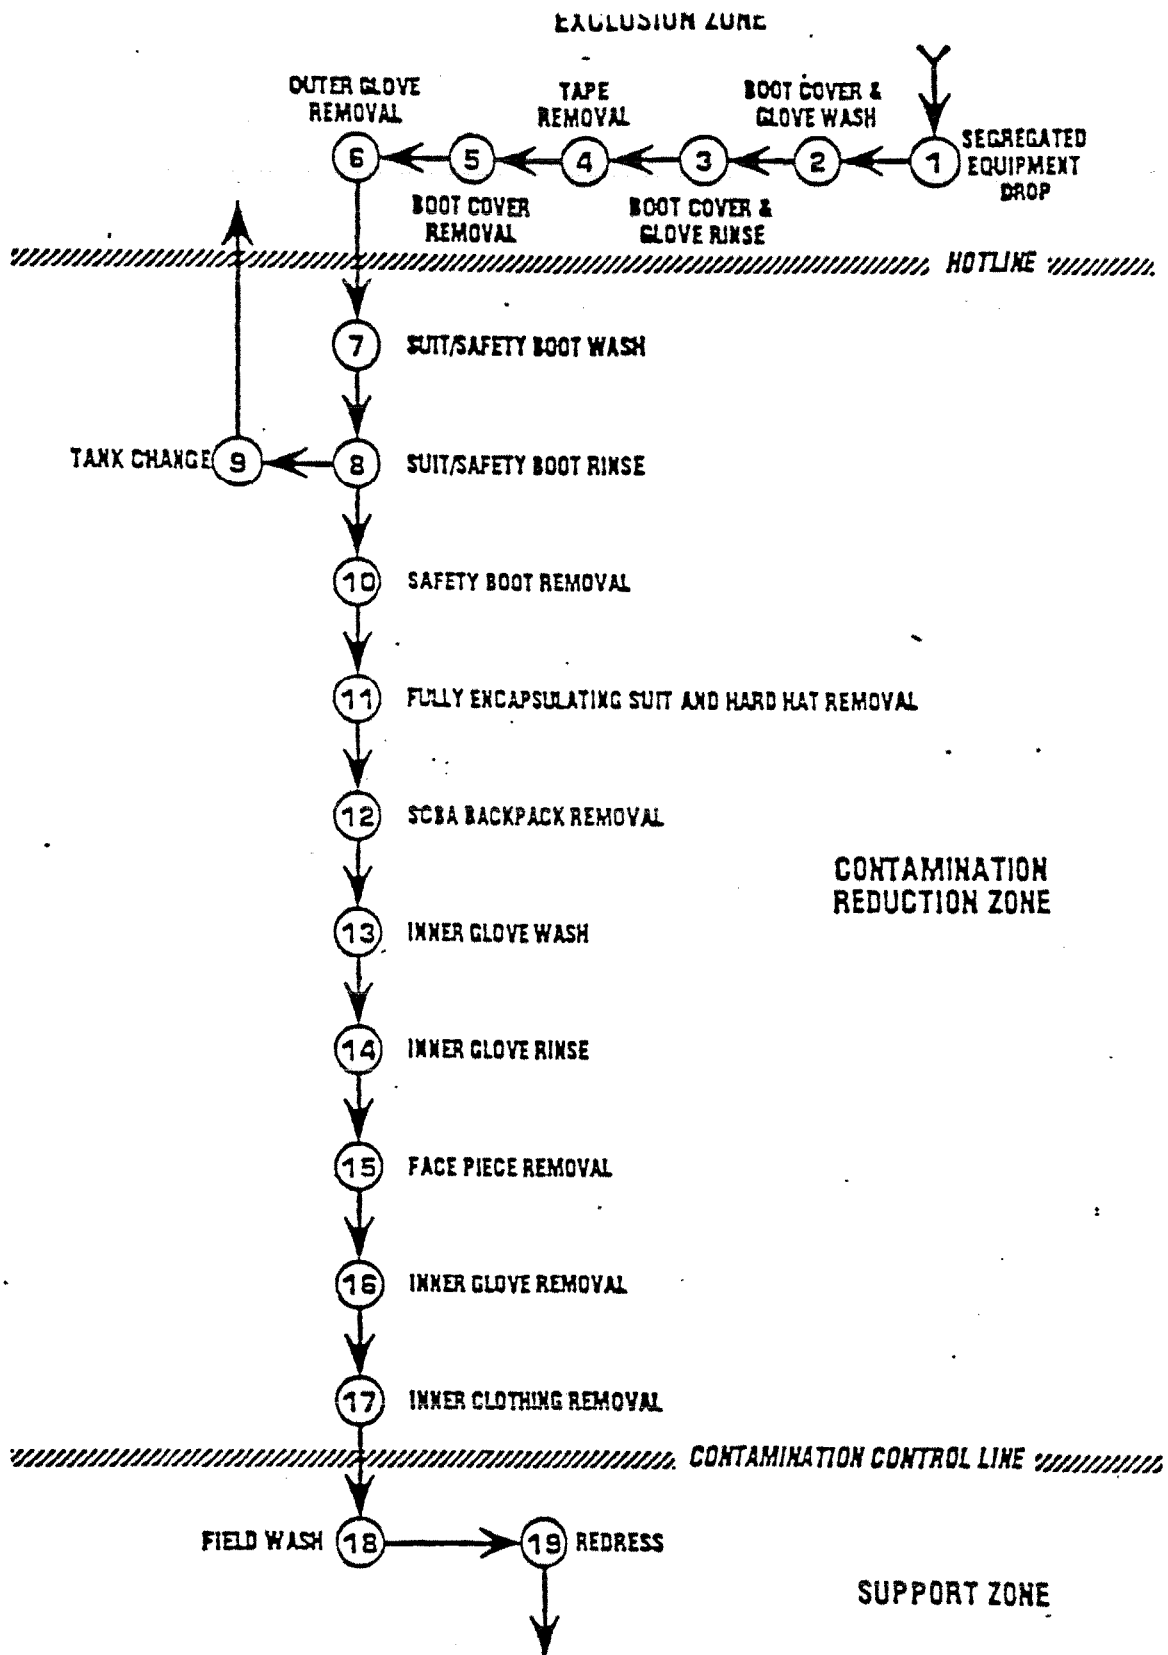 EXCLUSION ZONE
OUTER GLOVE
REMOVAL
TAPE
REMOVAL
BOOT COVER &
GLOVE WASH
6
5
4
3
2
1
SEGREGATED
EQUIPMENT
DROP
BOOT COVER
REMOVAL
BOOT COVER &
GLOVE RINSE
HOTLINE
7 SUIT/SAFETY BOOT WASH
TANK CHANGE 9
8 SUIT/SAFETY BOOT RINSE
10 SAFETY BOOT REMOVAL
11 FULLY ENCAPSULATING SUIT AND HARD HAT REMOVAL
12 SCBA BACKPACK REMOVAL
CONTAMINATION
REDUCTION ZONE
13 INNER GLOVE WASH
14 INNER GLOVE RINSE
15 FACE PIECE REMOVAL
16 INNER GLOVE REMOVAL
17 INNER CLOTHING REMOVAL
CONTAMINATION CONTROL LINE
FIELD WASH 18
19 REDRESS
SUPPORT ZONE